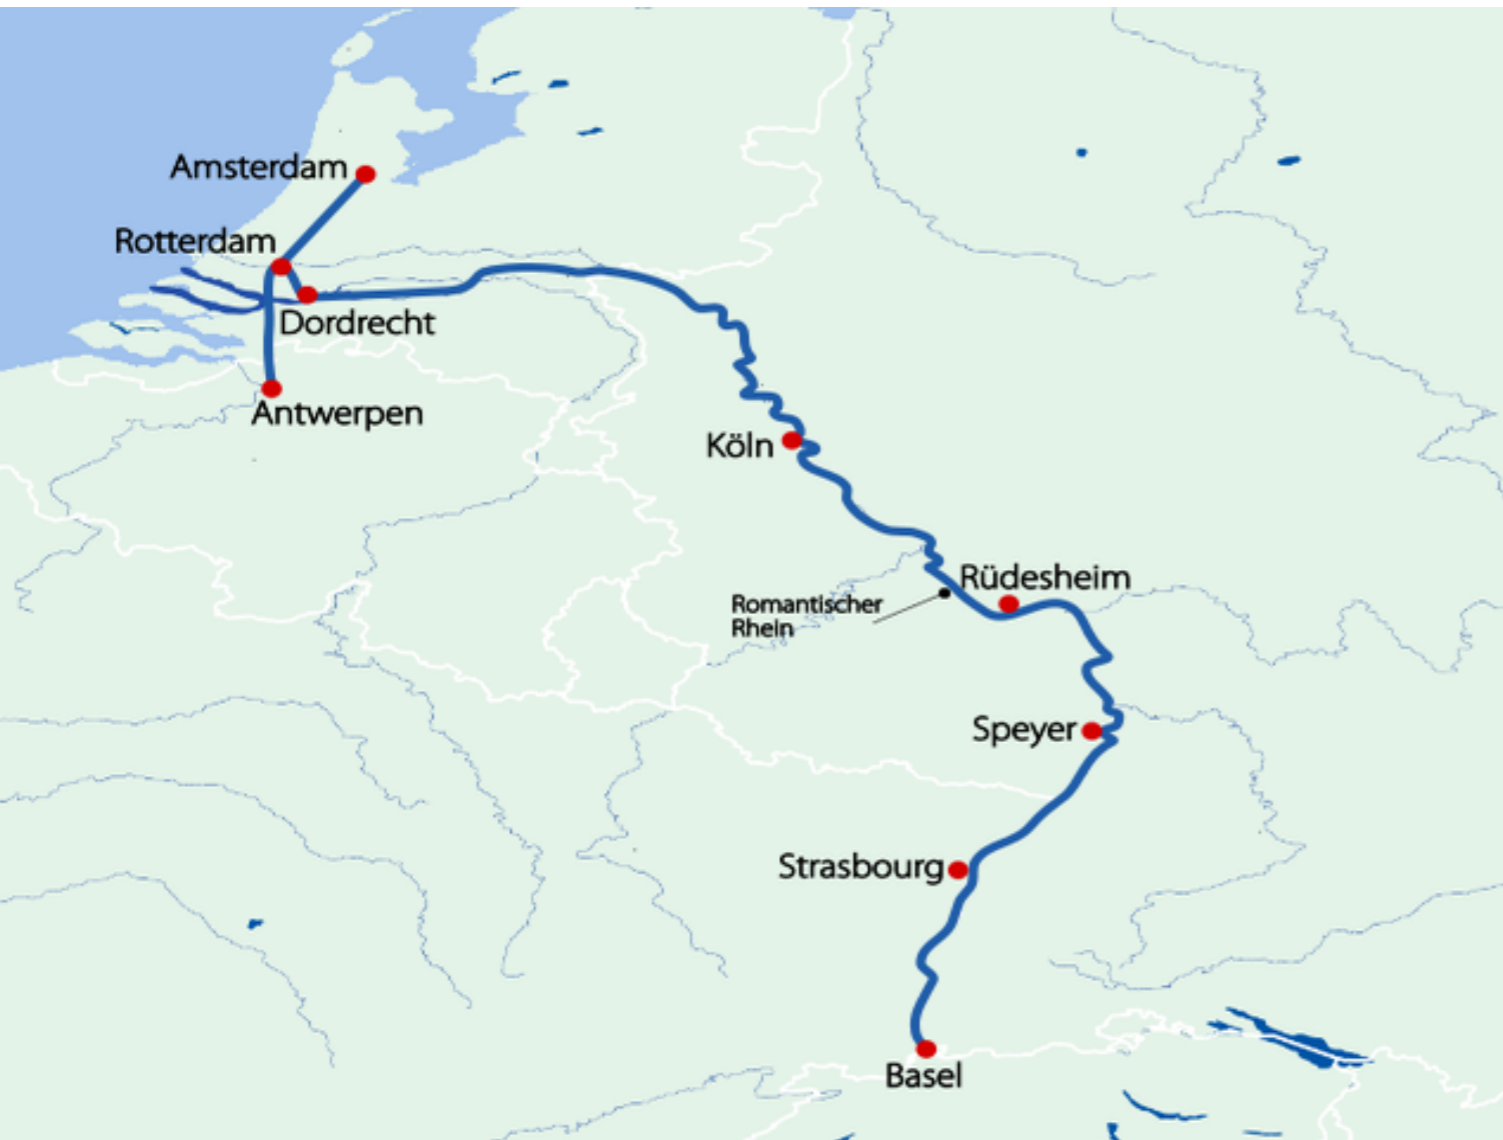 Amsterdam
Rotterdam
Dordrecht
Antwerpen
Köln
Rüdesheim
Romantischer
Rhein
Speyer
Strasbourg
Basel